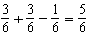 3/6 + 3/6 − 1/6 = 5/6